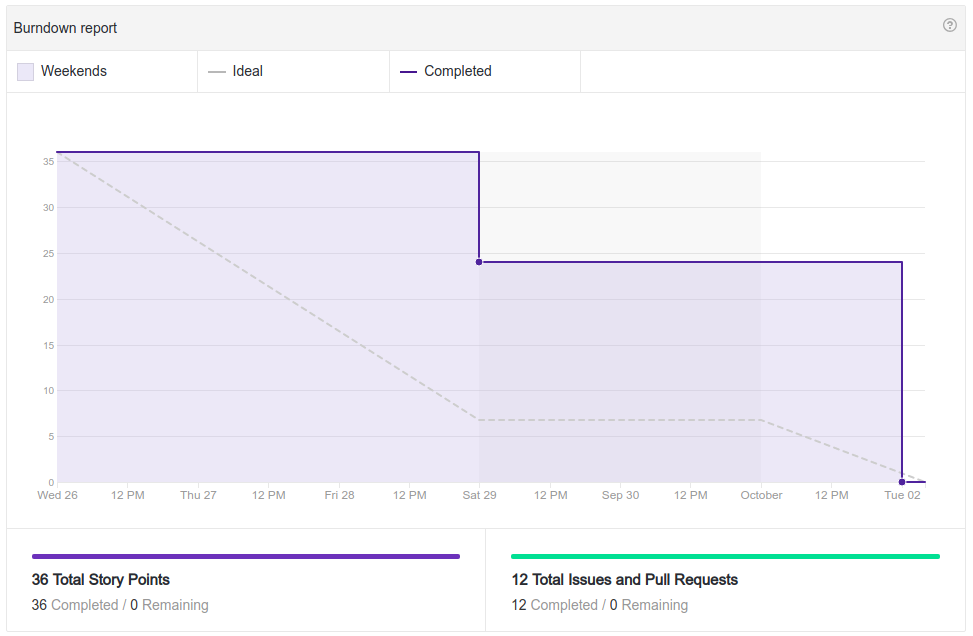 Burndown report
?
Weekends
Ideal
Completed
35
30
25
20
15
10
5
0
Wed 26
12 PM
Thu 27
12 PM
Fri 28
12 PM
Sat 29
12 PM
Sep 30
12 PM
October
12 PM
Tue 02
36 Total Story Points
36 Completed / 0 Remaining
12 Total Issues and Pull Requests
12 Completed / 0 Remaining